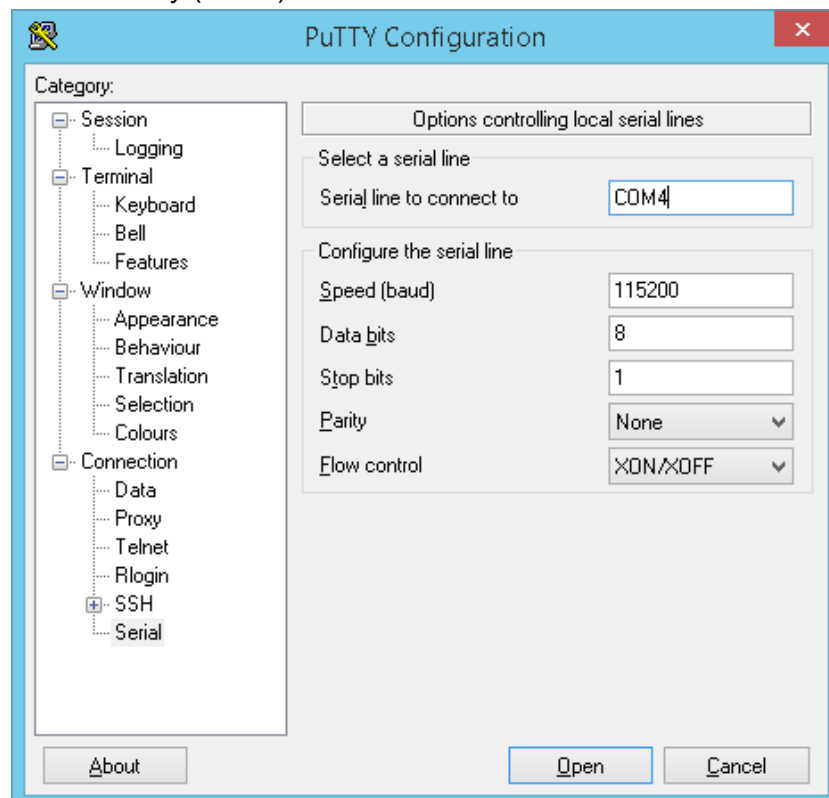 PuTTY Configuration
Category:
Session
Logging
Terminal
Keyboard
Bell
Features
Window
Appearance
Behaviour
Translation
Selection
Colours
Connection
Data
Proxy
Telnet
Rlogin
SSH
Serial
Options controlling local serial lines
Select a serial line
Serial line to connect to COM4
Configure the serial line
Speed (baud) 115200
Data bits 8
Stop bits 1
Parity None
Flow control XON/XOFF
About Open Cancel